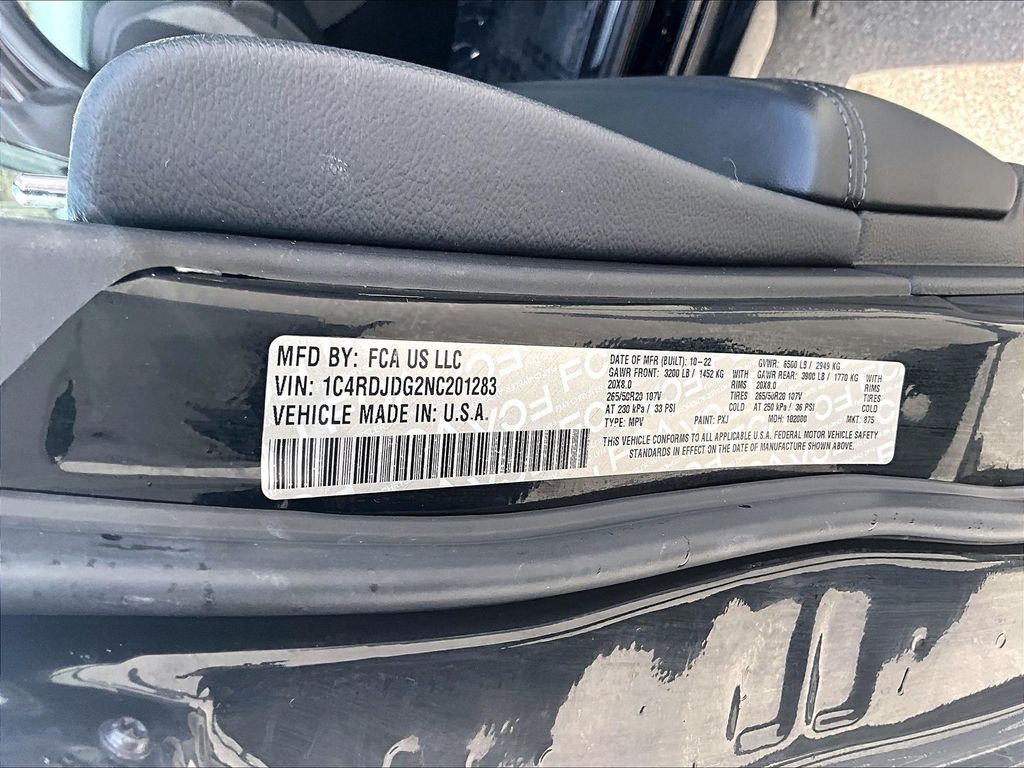 MFD BY: FCA US LLC
VIN: 1C4RDJDG2NC201283
VEHICLE MADE IN: U.S.A.
DATE OF MFR (BUILT): 10-22 GVWR: 6500 LB / 2949 KG
GAWR FRONT: 3200 LB / 1452 KG WITH GAWR REAR: 3900 LB / 1770 KG WITH
20X8.0 RIMS 20X8.0 RIMS
265/50R20 107V TIRES 265/50R20 107V TIRES
AT 230 kPa / 33 PSI COLD AT 250 kPa / 36 PSI COLD
TYPE: MPV PAINT: PXJ MDH: 102000 MKT: 875
THIS VEHICLE CONFORMS TO ALL APPLICABLE U.S.A. FEDERAL MOTOR VEHICLE SAFETY
STANDARDS IN EFFECT ON THE DATE OF MANUFACTURE SHOWN ABOVE.